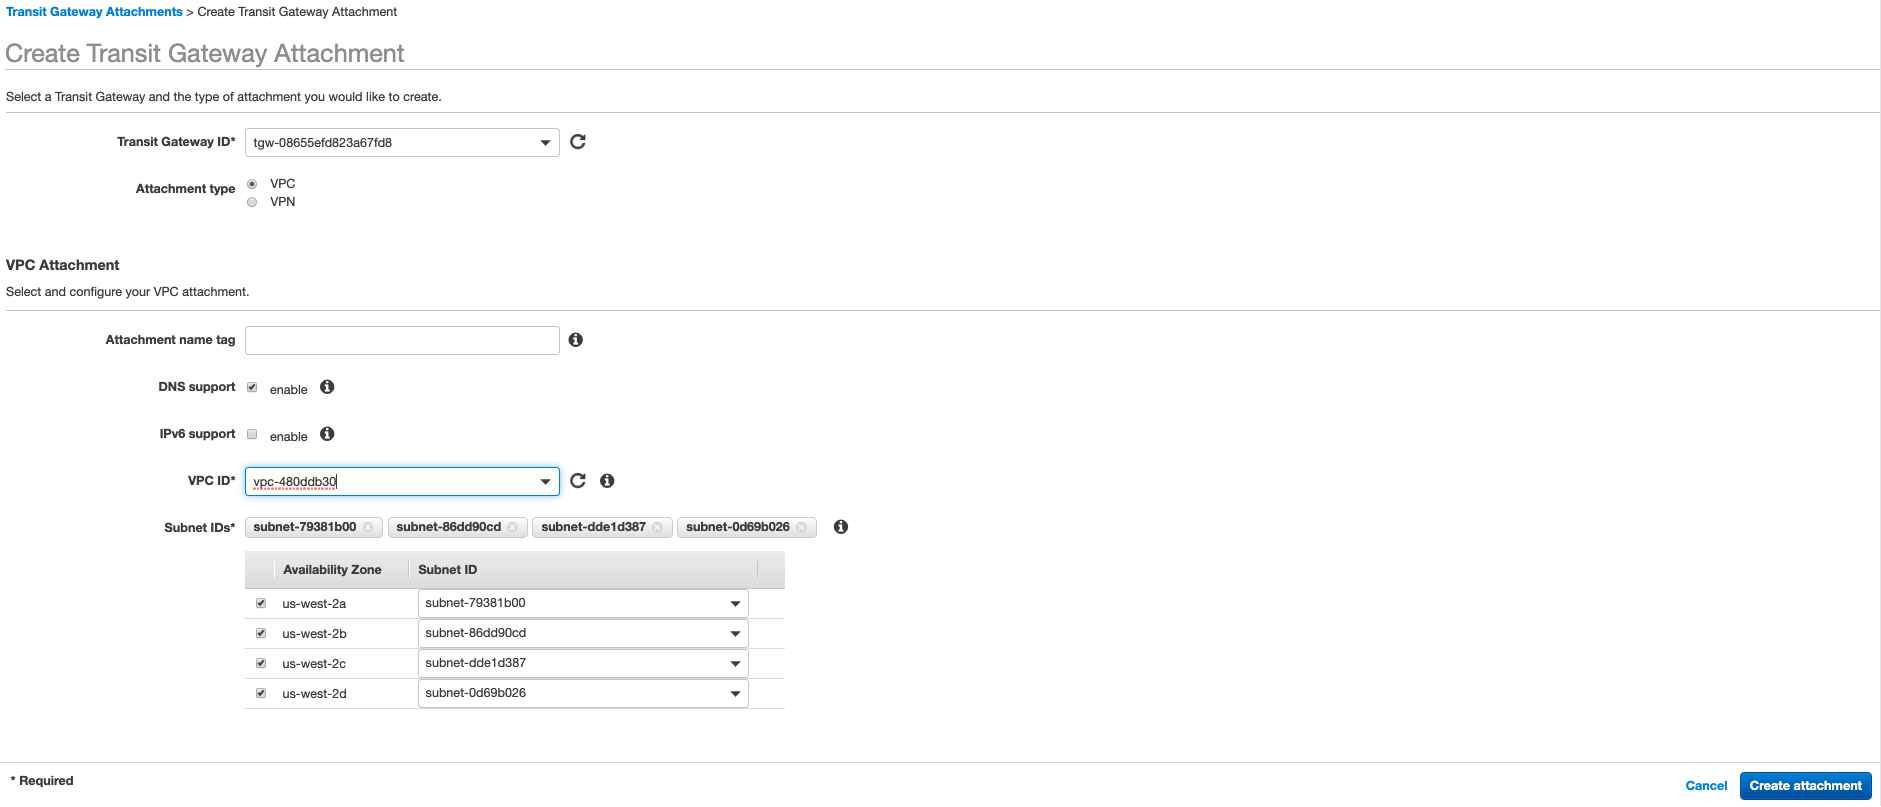 Transit Gateway Attachments > Create Transit Gateway Attachment
Create Transit Gateway Attachment
Select a Transit Gateway and the type of attachment you would like to create.
Transit Gateway ID* tgw-08655efd823a67fd8
Attachment type VPC
VPN
VPC Attachment
Select and configure your VPC attachment.
Attachment name tag
DNS support enable
IPv6 support enable
VPC ID* vpc-480ddb30
Subnet IDs* subnet-79381b00 subnet-86dd90cd subnet-dde1d387 subnet-0d69b026
Availability Zone Subnet ID
us-west-2a subnet-79381b00
us-west-2b subnet-86dd90cd
us-west-2c subnet-dde1d387
us-west-2d subnet-0d69b026
* Required
Cancel Create attachment